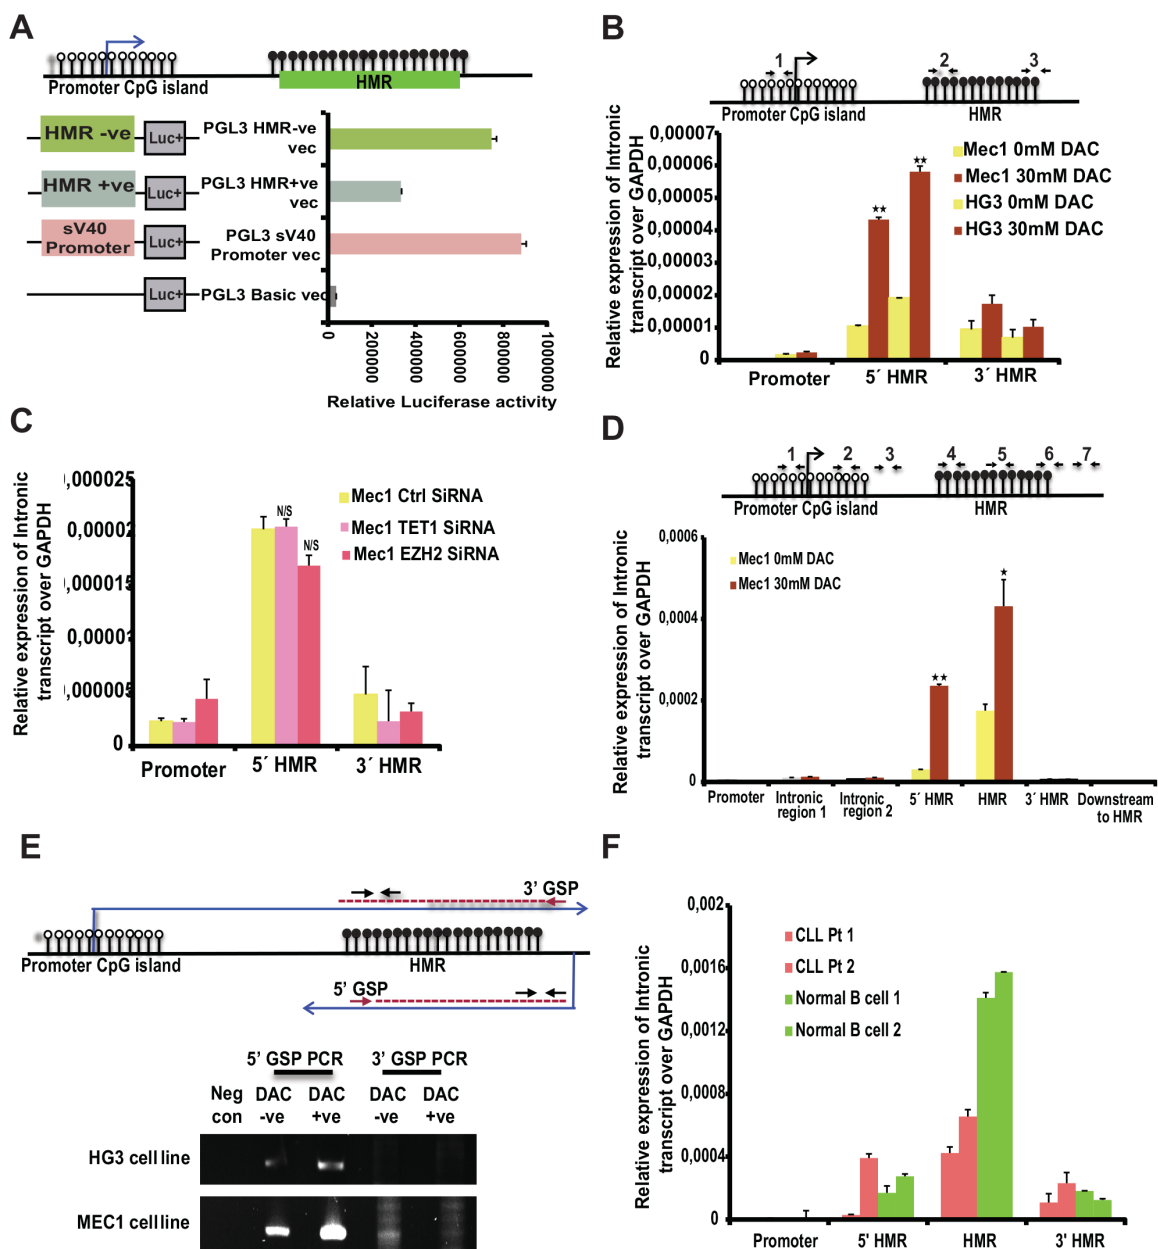 A
Promoter CpG island
HMR
HMR -ve
Luc+
PGL3 HMR-ve
vec
HMR +ve
Luc+
PGL3 HMR+ve
vec
sV40
Promoter
Luc+
PGL3 sV40
Promoter vec
Luc+
PGL3 Basic vec
0
200000
400000
600000
800000
1000000
Relative Luciferase activity
B
1
2
3
Promoter CpG island
HMR
Relative expression of Intronic
transcript over GAPDH
0,00007
0,00006
0,00005
0,00004
0,00003
0,00002
0,00001
0
Mec1 0mM DAC
Mec1 30mM DAC
HG3 0mM DAC
HG3 30mM DAC
★★
★★
Promoter
5´ HMR
3´ HMR
C
Relative expression of Intronic
transcript over GAPDH
,000025
,00002
,000015
,00001
,000005
0
Mec1 Ctrl SiRNA
Mec1 TET1 SiRNA
Mec1 EZH2 SiRNA
N/S
N/S
Promoter
5´ HMR
3´ HMR
D
1
2
3
4
5
6
7
Promoter CpG island
HMR
Relative expression of Intronic
transcript over GAPDH
0,0006
0,0004
0,0002
0
Mec1 0mM DAC
Mec1 30mM DAC
★★
★
Promoter
Intronic
region 1
Intronic
region 2
5´ HMR
HMR
3´ HMR
Downstream
to HMR
E
3' GSP
Promoter CpG island
HMR
5' GSP
5' GSP PCR
3' GSP PCR
Neg
con
DAC
-ve
DAC
+ve
DAC
-ve
DAC
+ve
HG3 cell line
MEC1 cell line
F
Relative expression of Intronic
transcript over GAPDH
0,002
0,0016
0,0012
0,0008
0,0004
0
CLL Pt 1
CLL Pt 2
Normal B cell 1
Normal B cell 2
Promoter
5' HMR
HMR
3' HMR